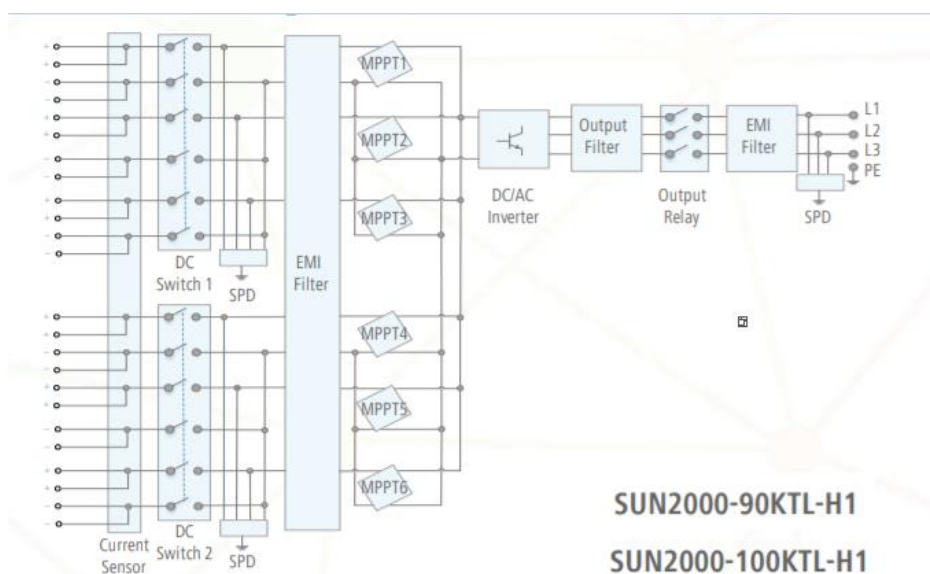 +
+
−
−
+
+
−
−
+
+
−
−
DC
Switch 1
SPD
EMI
Filter
MPPT1
MPPT2
MPPT3
DC/AC
Inverter
Output
Filter
Output
Relay
EMI
Filter
L1
L2
L3
PE
SPD
+
+
−
−
+
+
−
−
+
+
−
−
Current
Sensor
DC
Switch 2
SPD
MPPT4
MPPT5
MPPT6
SUN2000-90KTL-H1
SUN2000-100KTL-H1